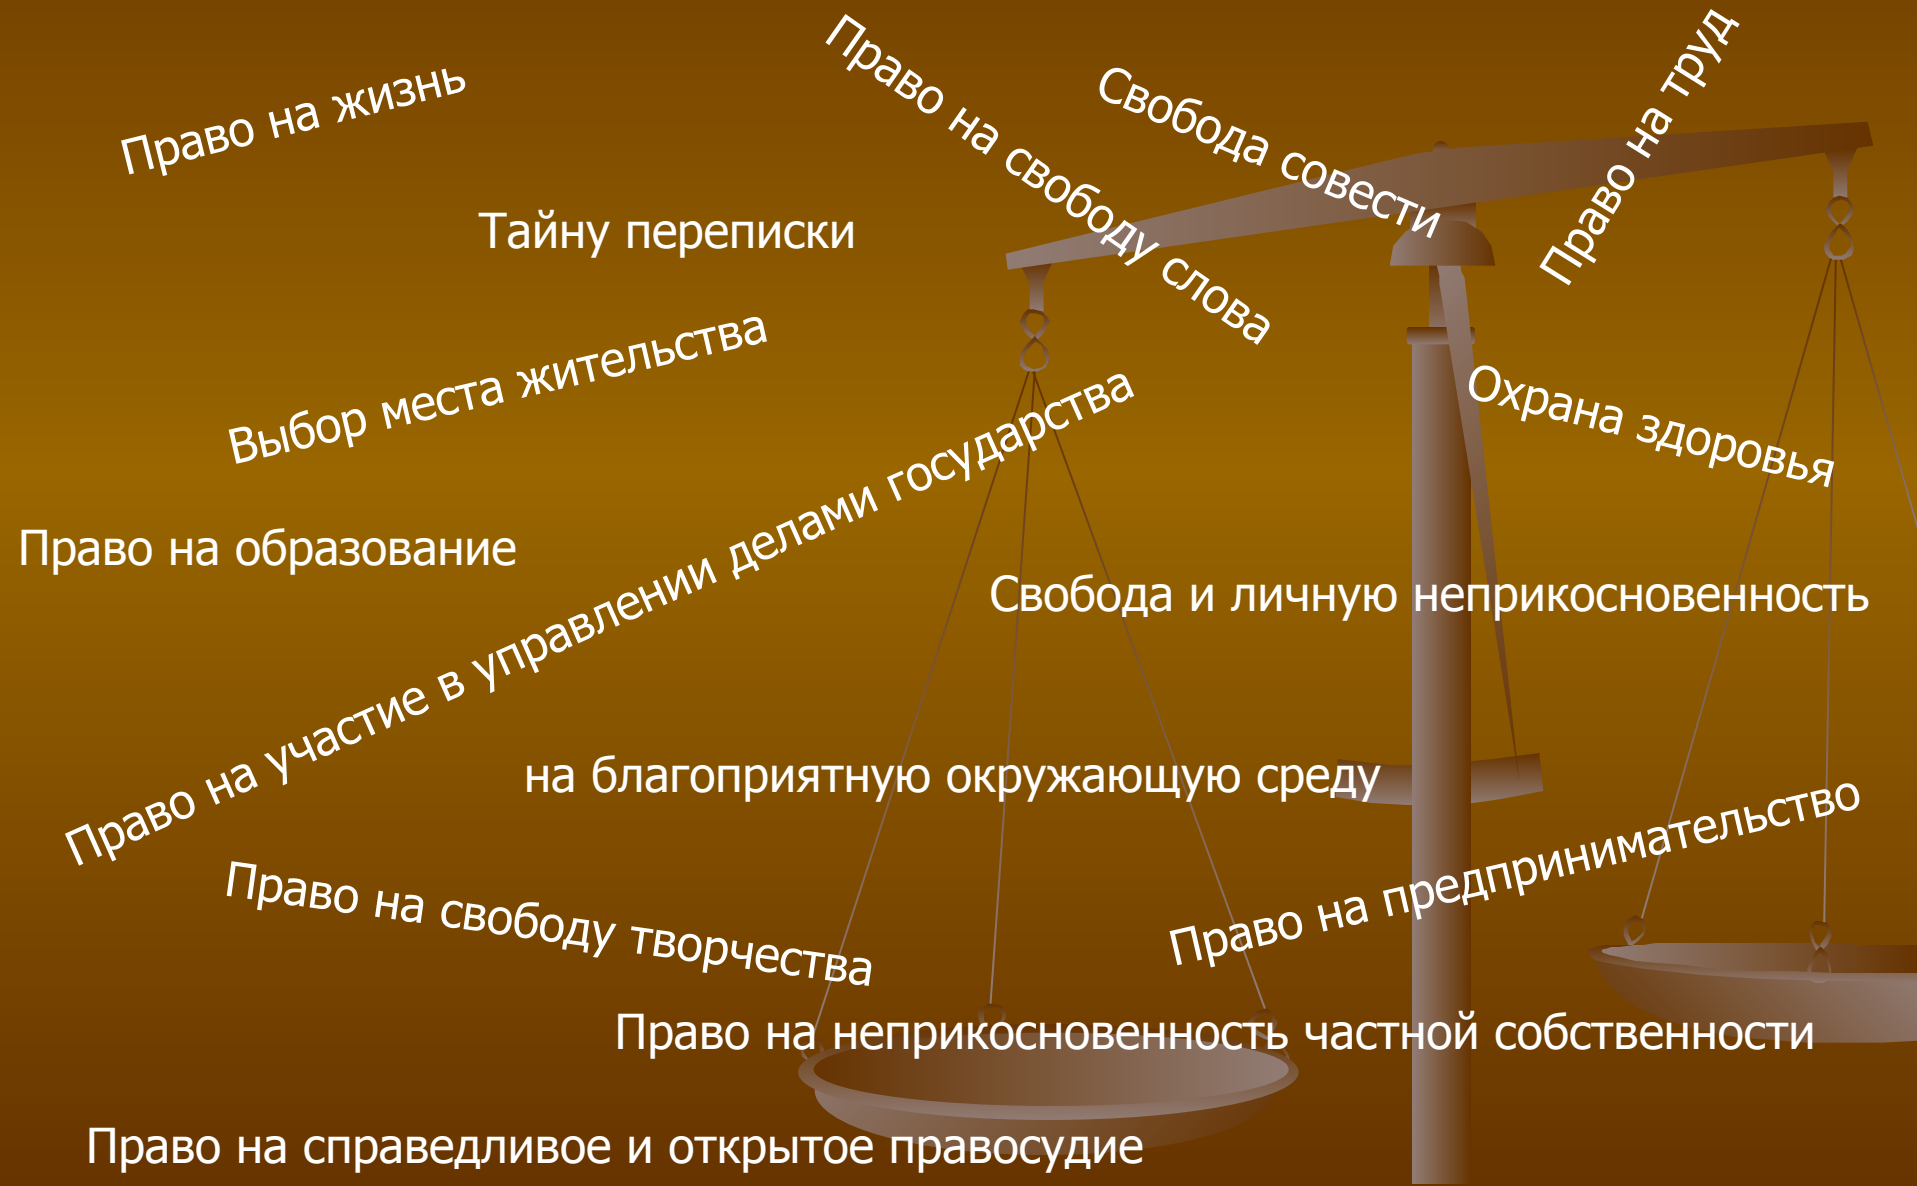 Право на жизнь
Право на свободу слова
Свобода совести
Право на труд
Тайну переписки
Выбор места жительства
Охрана здоровья
Право на образование
Право на участие в управлении делами государства
Свобода и личную неприкосновенность
на благоприятную окружающую среду
Право на предпринимательство
Право на свободу творчества
Право на неприкосновенность частной собственности
Право на справедливое и открытое правосудие